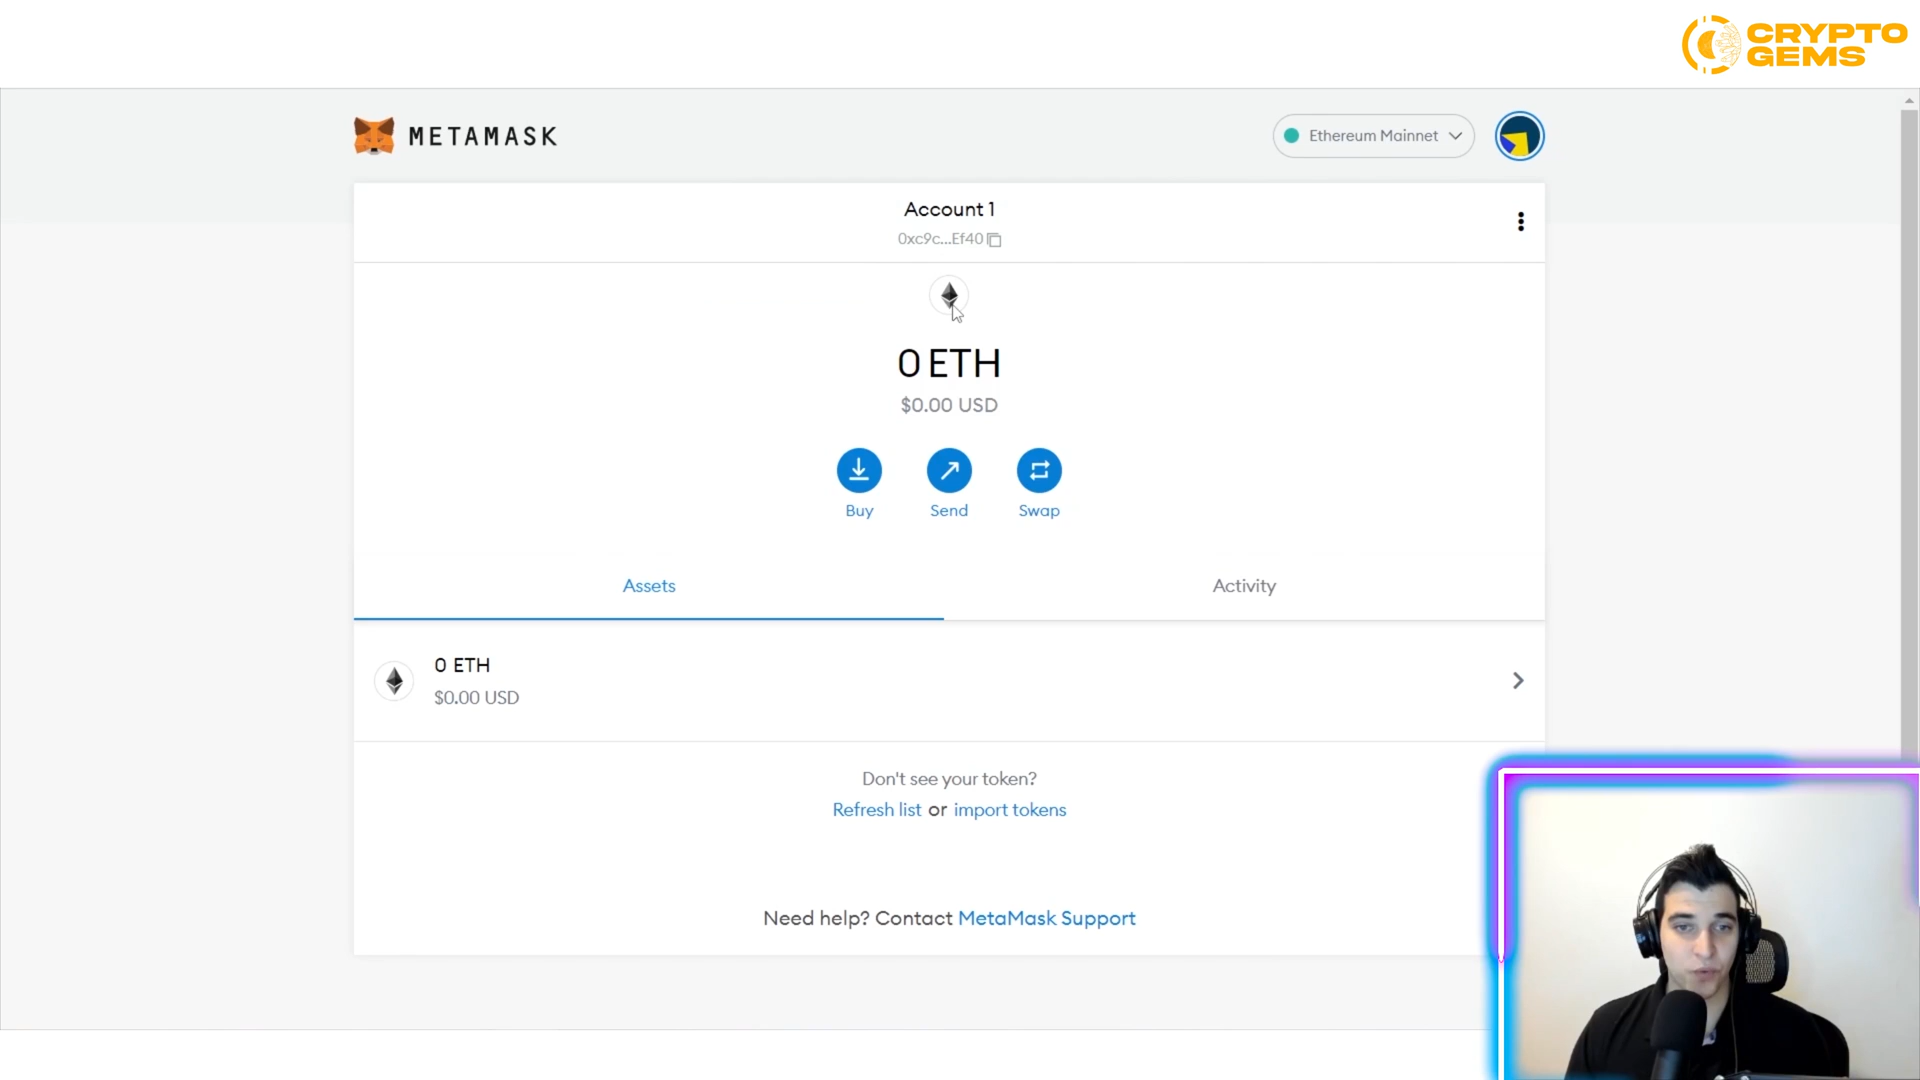 CRYPTO
GEMS
METAMASK
Ethereum Mainnet
Account 1
0xc9c...Ef40
0 ETH
$0.00 USD
Buy
Send
Swap
Assets
Activity
0 ETH
$0.00 USD
Don't see your token?
Refresh list or import tokens
Need help? Contact MetaMask Support